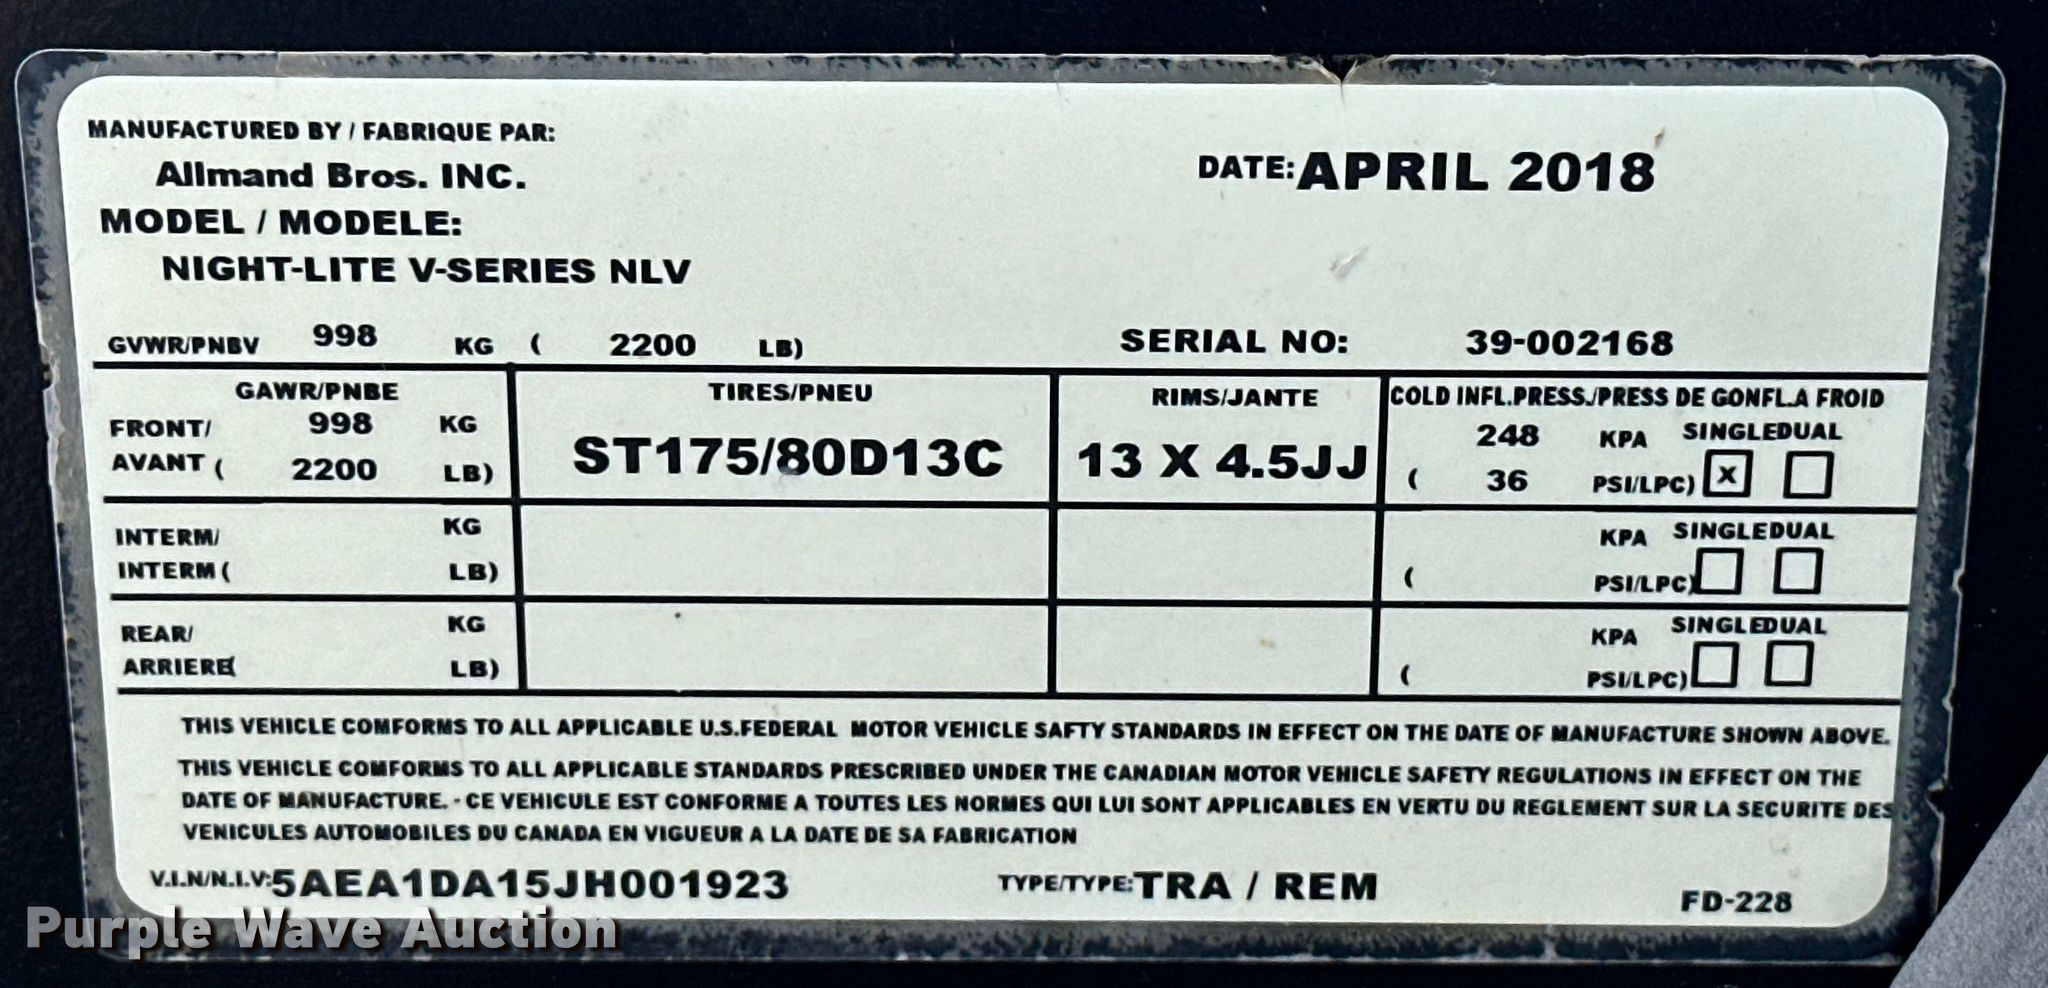 MANUFACTURED BY / FABRIQUE PAR:
Allmand Bros. INC.
DATE: APRIL 2018
MODEL / MODELE:
NIGHT-LITE V-SERIES NLV
GVWR/PNBV 998 KG ( 2200 LB) SERIAL NO: 39-002168
GAWR/PNBE TIRES/PNEU RIMS/JANTE COLD INFL.PRESS./PRESS DE GONFL.A FROID
FRONT/ 998 KG ST175/80D13C 13 X 4.5JJ 248 KPA SINGLE DUAL
AVANT ( 2200 LB) ( 36 PSI/LPC) X
INTERM/ KG KPA SINGLE DUAL
INTERM ( LB) ( PSI/LPC)
REAR/ KG KPA SINGLE DUAL
ARRIERE ( LB) ( PSI/LPC)
THIS VEHICLE COMFORMS TO ALL APPLICABLE U.S.FEDERAL MOTOR VEHICLE SAFTY STANDARDS IN EFFECT ON THE DATE OF MANUFACTURE SHOWN ABOVE.
THIS VEHICLE COMFORMS TO ALL APPLICABLE STANDARDS PRESCRIBED UNDER THE CANADIAN MOTOR VEHICLE SAFETY REGULATIONS IN EFFECT ON THE
DATE OF MANUFACTURE. - CE VEHICULE EST CONFORME A TOUTES LES NORMES QUI LUI SONT APPLICABLES EN VERTU DU REGLEMENT SUR LA SECURITE DES
VENICULES AUTOMOBILES DU CANADA EN VIGUEUR A LA DATE DE SA FABRICATION
V.I.N/N.I.V: 5AEA1DA15JH001923 TYPE/TYPE: TRA / REM FD-228
Purple Wave Auction